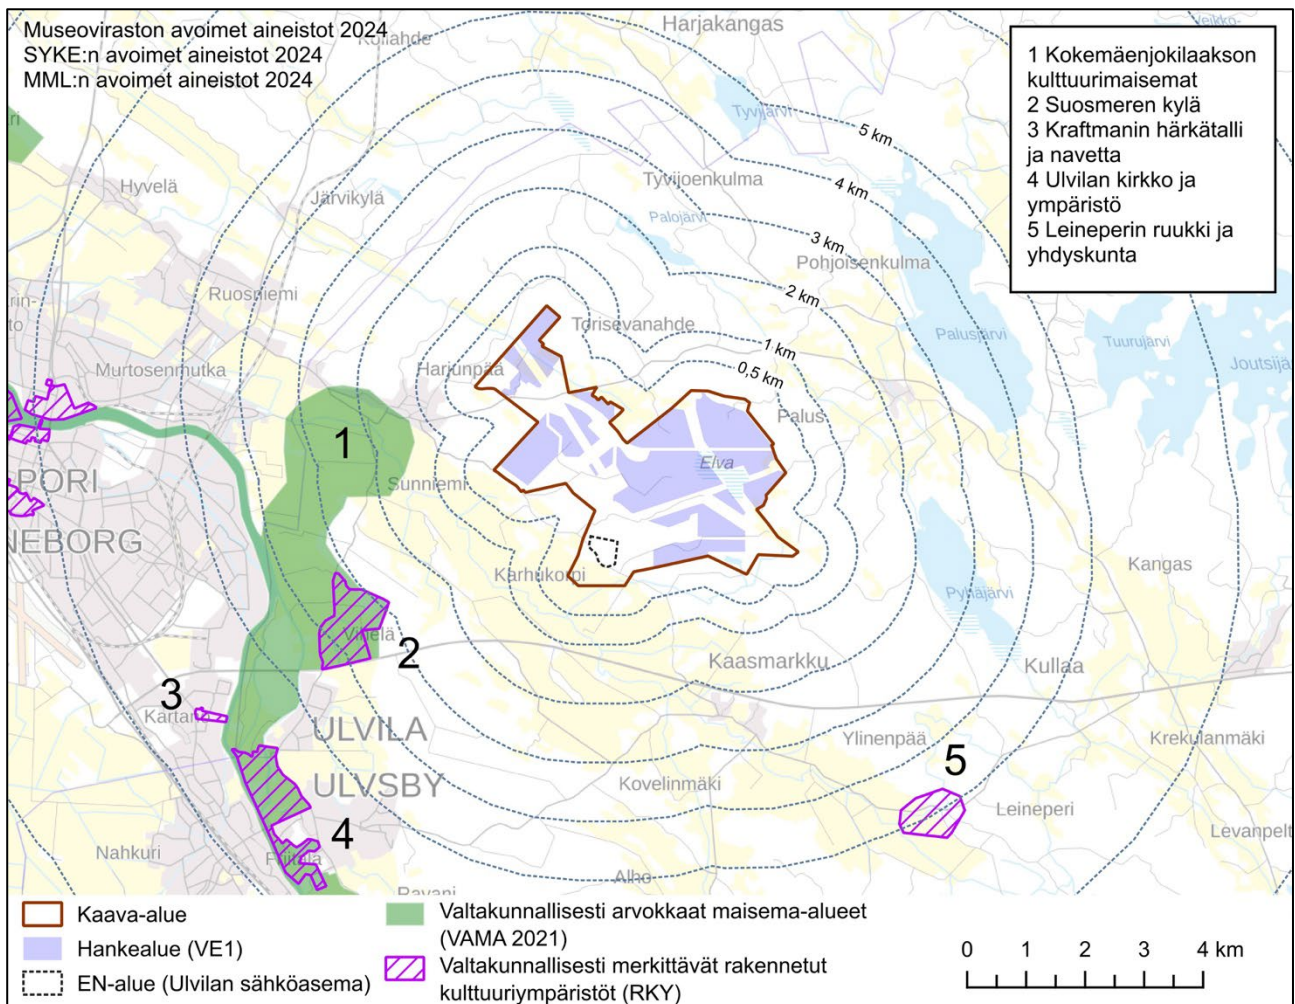 Museoviraston avoimet aineistot 2024
SYKE:n avoimet aineistot 2024
MML:n avoimet aineistot 2024
1 Kokemäenjokilaakson
kulttuurimaisemat
2 Suosmeren kylä
3 Kraftmanin härkätalli
ja navetta
4 Ulvilan kirkko ja
ympäristö
5 Leineperin ruukki ja
yhdyskunta
Harjakangas
Tyvijärvi
5 km
Hyvelä
Järvikylä
Tyvijoenkulma
4 km
Palojärvi
3 km
Pohjoisenkulma
Ruosniemi
2 km
Torisevanahde
Palusjärvi
Tuurujärvi
1 km
Murtosenmutka
Harjunpää
0,5 km
Joutsijä
Palus
1
Eiva
PORI
Sunniemi
NEBORG
Karhukorpi
Kangas
Pyhäjärvi
Vihelä
2
Kaasmarkku
Kullaa
3
ULVILA
Ylinenpää
Krekulanmäki
5
ULVSBY
Kovelinmäki
Leineperi
4
Levanpelt
Nahkuri
Alho
Kaava-alue
Hankealue (VE1)
EN-alue (Ulvilan sähköasema)
Valtakunnallisesti arvokkaat maisema-alueet
(VAMA 2021)
Valtakunnallisesti merkittävät rakennetut
kulttuuriympäristöt (RKY)
0 1 2 3 4 km